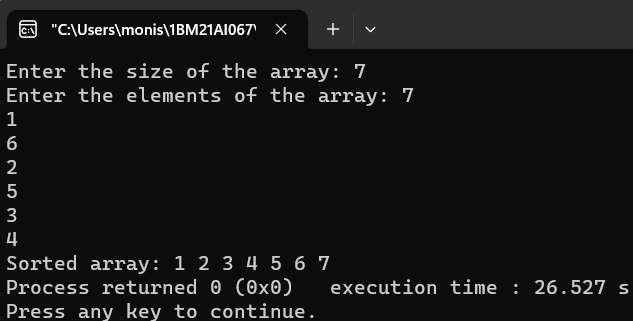 "C:\Users\monis\1BM21AI067\
Enter the size of the array: 7
Enter the elements of the array: 7
1
6
2
5
3
4
Sorted array: 1 2 3 4 5 6 7
Process returned 0 (0x0)   execution time : 26.527 s
Press any key to continue.